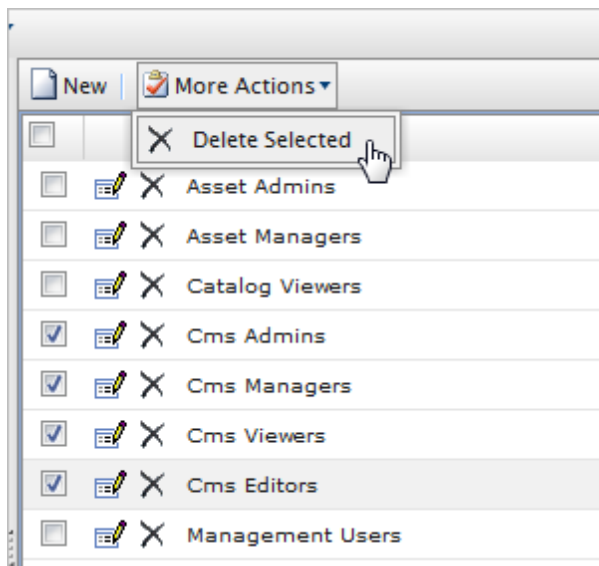 New More Actions
Delete Selected
Asset Admins
Asset Managers
Catalog Viewers
Cms Admins
Cms Managers
Cms Viewers
Cms Editors
Management Users